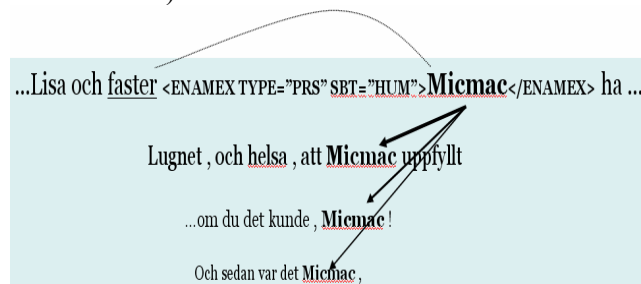 ...Lisa och faster <ENAMEX TYPE=”PRS” SBT=”HUM”>Micmac</ENAMEX> ha ...
Lugnet , och helsa , att Micmac uppfyllt
...om du det kunde , Micmac !
Och sedan var det Micmac ,